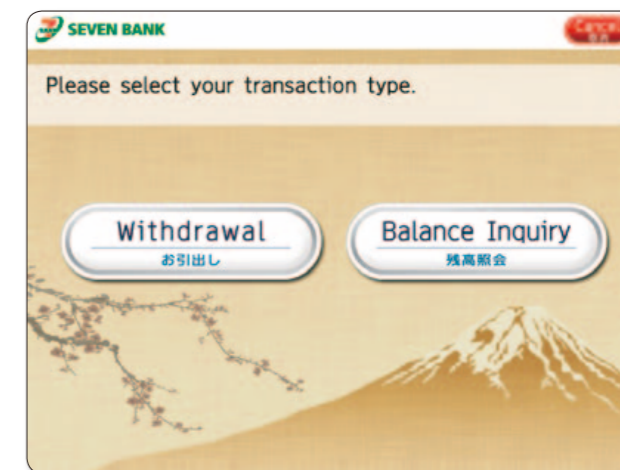 SEVEN BANK
Cancel
Please select your transaction type.
Withdrawal
お引出し
Balance Inquiry
残高照会